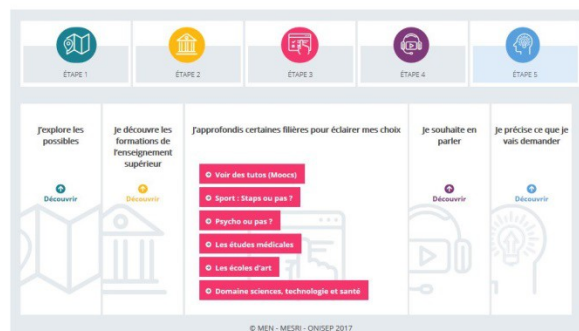 ÉTAPE 1
ÉTAPE 2
ÉTAPE 3
ÉTAPE 4
ÉTAPE 5
J'explore les
possibles
Découvrir
Je découvre les
formations de
l'enseignement
supérieur
Découvrir
J'approfondis certaines filières pour éclairer mes choix
Voir des tutos (Moocs)
Sport : Staps ou pas ?
Psycho ou pas ?
Les études médicales
Les écoles d'art
Domaine sciences, technologie et santé
Je souhaite en
parler
Découvrir
Je précise ce que je
vais demander
Découvrir
© MEN - MESRI - ONISEP 2017